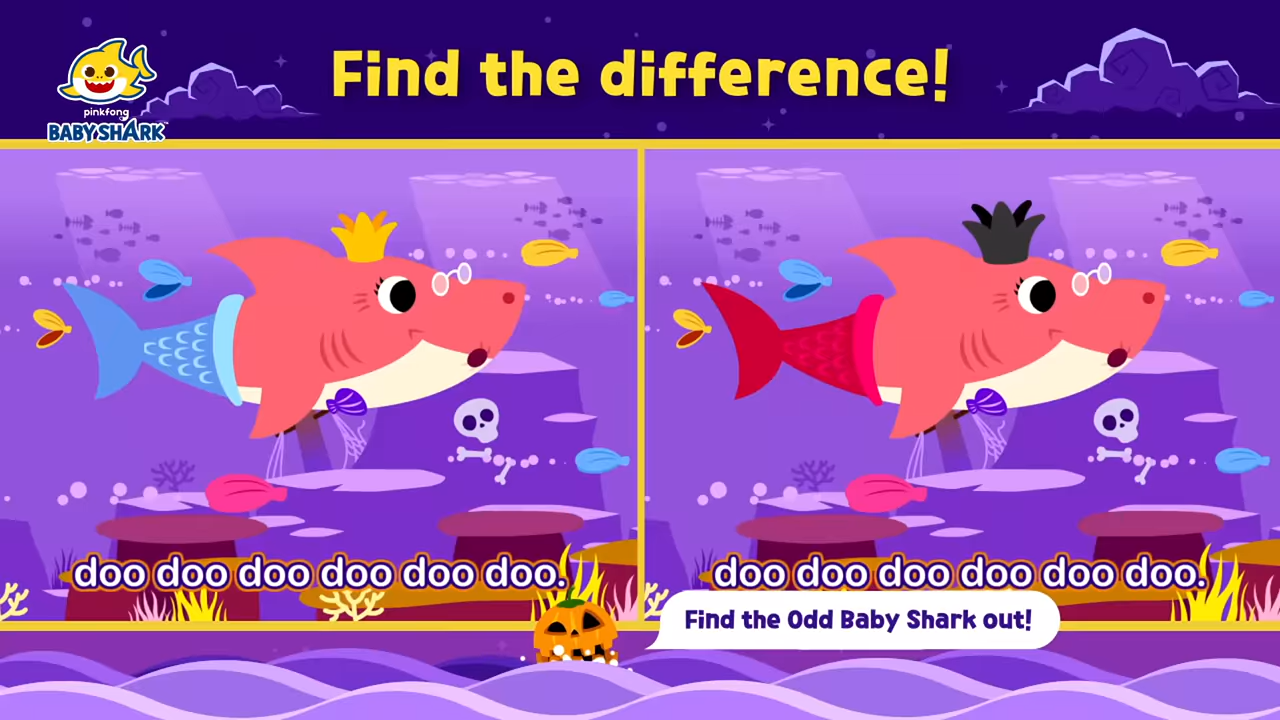 Find the difference!
pinkfong
BABY SHARK™
doo doo doo doo doo doo.
doo doo doo doo doo doo.
Find the Odd Baby Shark out!